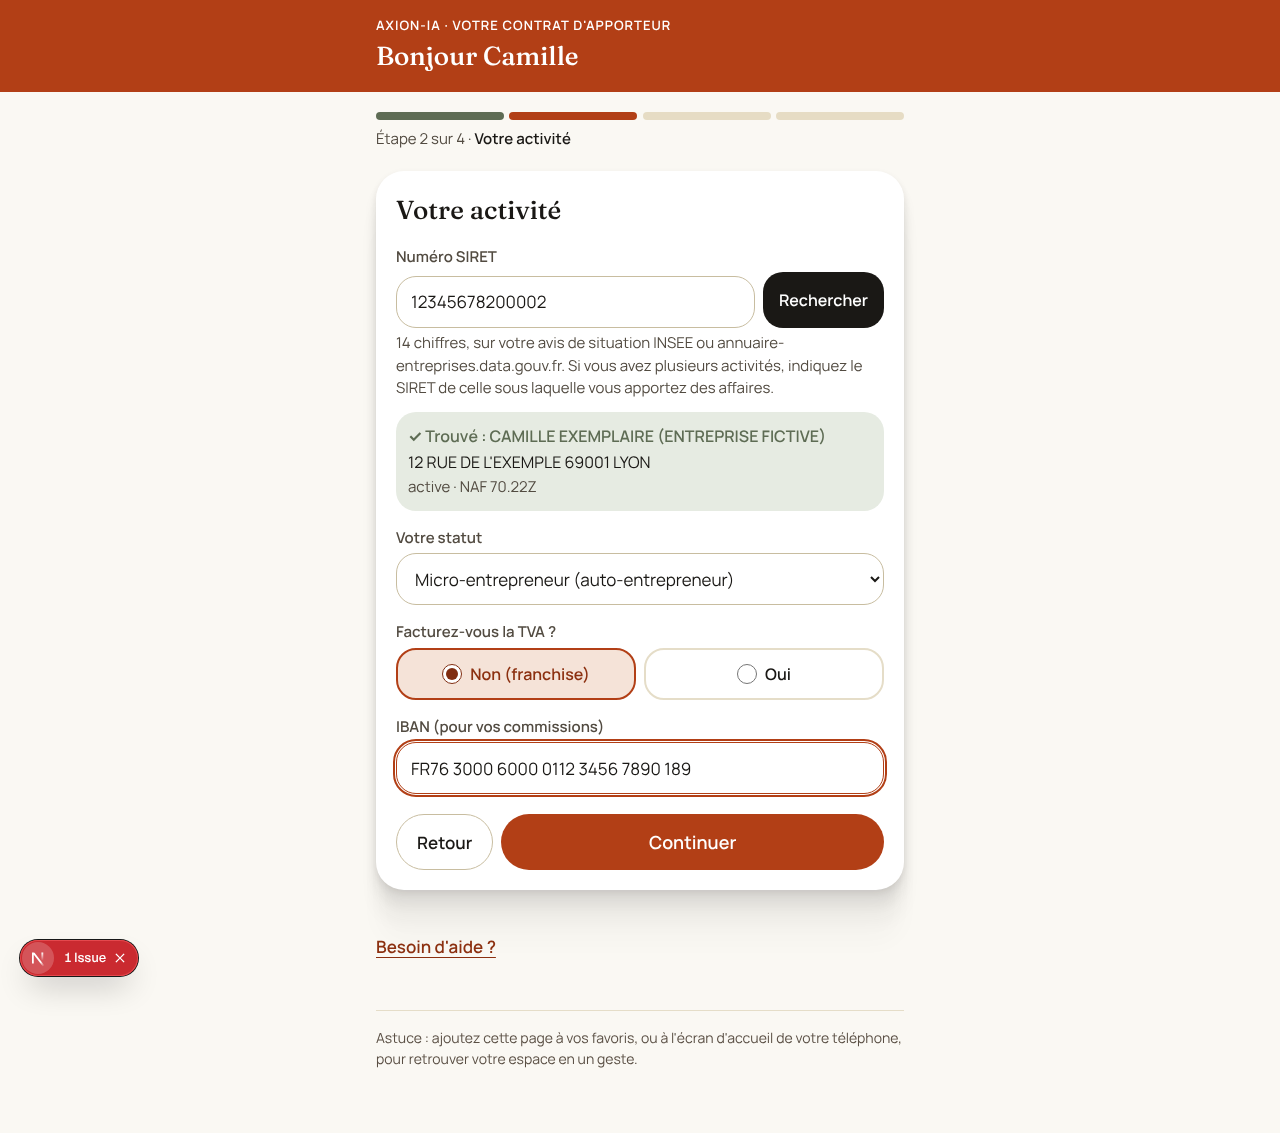 AXION-IA · VOTRE CONTRAT D'APPORTEUR
Bonjour Camille
Étape 2 sur 4 · Votre activité
Votre activité
Numéro SIRET
12345678200002
Rechercher
14 chiffres, sur votre avis de situation INSEE ou annuaire-
entreprises.data.gouv.fr. Si vous avez plusieurs activités, indiquez le
SIRET de celle sous laquelle vous apportez des affaires.
✓ Trouvé : CAMILLE EXEMPLAIRE (ENTREPRISE FICTIVE)
12 RUE DE L'EXEMPLE 69001 LYON
active · NAF 70.22Z
Votre statut
Micro-entrepreneur (auto-entrepreneur)
Facturez-vous la TVA ?
Non (franchise)
Oui
IBAN (pour vos commissions)
FR76 3000 6000 0112 3456 7890 189
Retour
Continuer
Besoin d'aide ?
N 1 Issue
Astuce : ajoutez cette page à vos favoris, ou à l'écran d'accueil de votre téléphone,
pour retrouver votre espace en un geste.